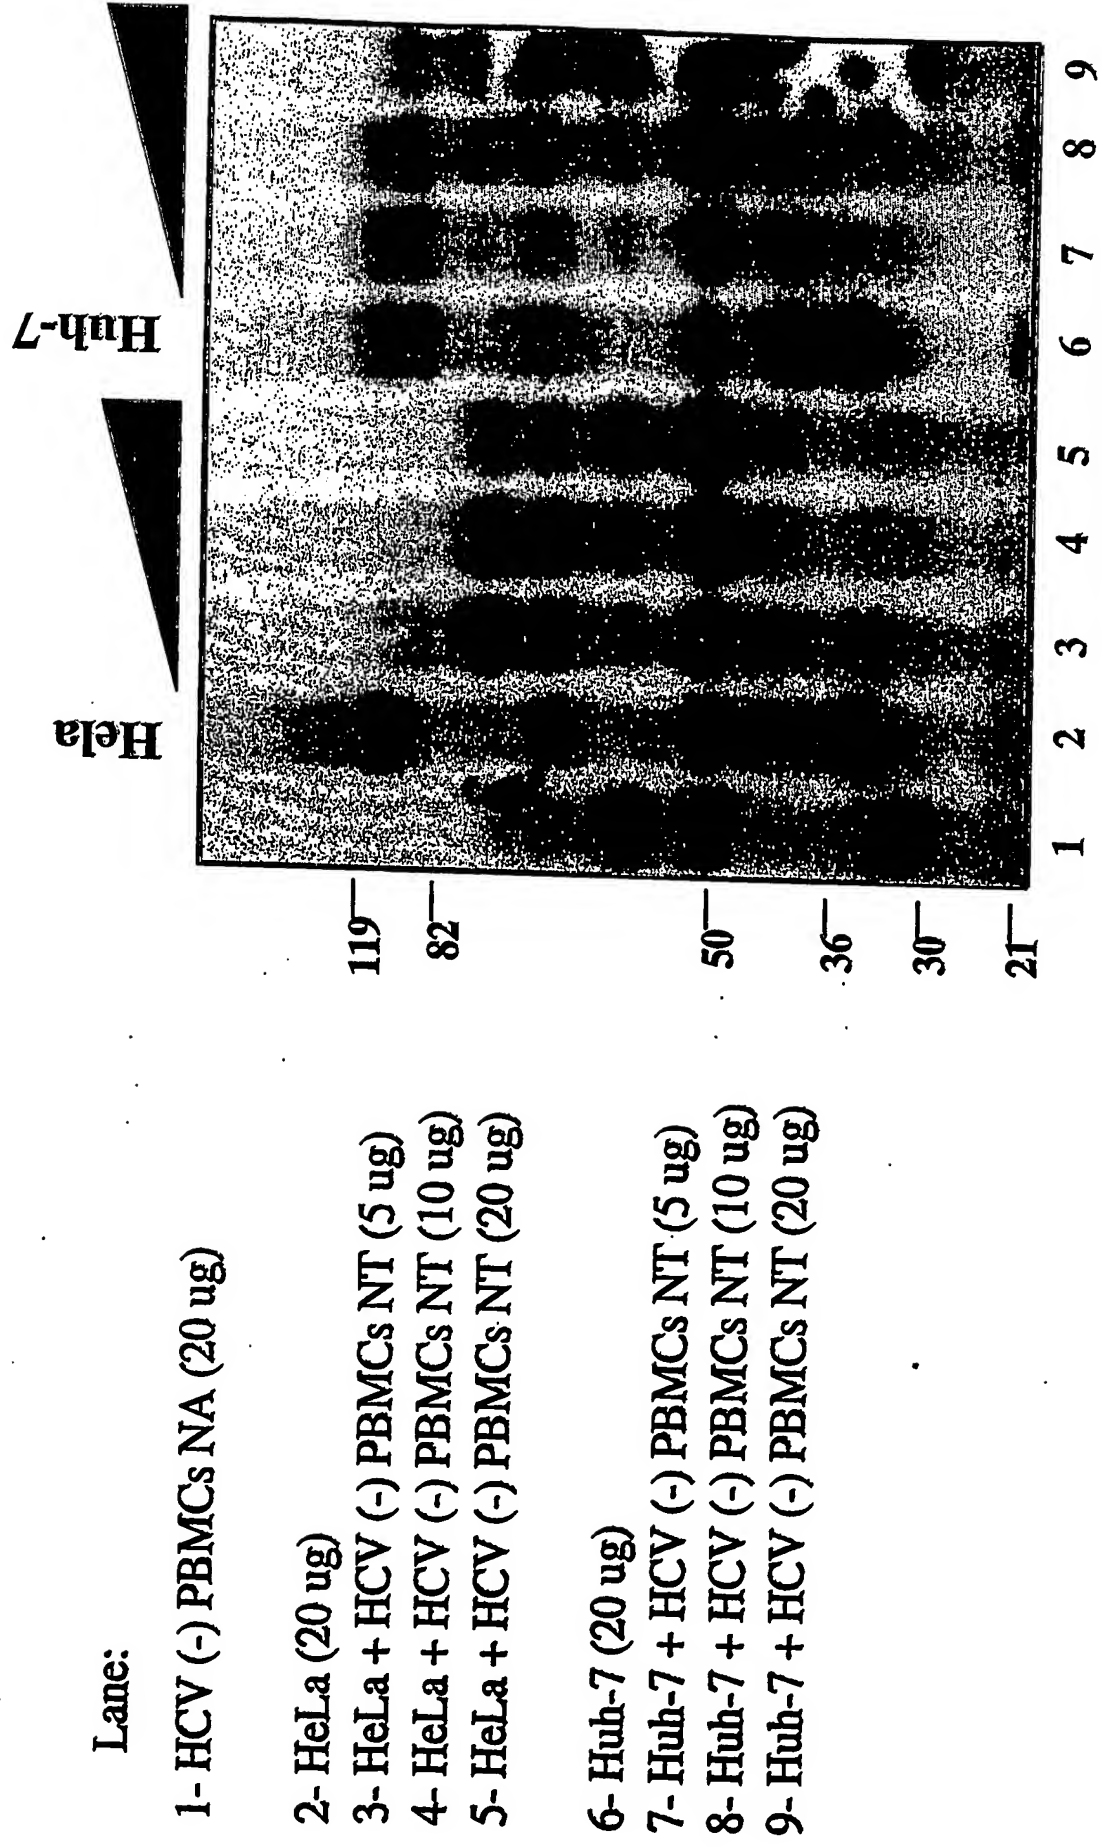 Lane:
1- HCV (-) PBMCs NA (20 ug)
2- HeLa (20 ug)
3- HeLa + HCV (-) PBMCs NT (5 ug)
4- HeLa + HCV (-) PBMCs NT (10 ug)
5- HeLa + HCV (-) PBMCs NT (20 ug)
6- Huh-7 (20 ug)
7- Huh-7 + HCV (-) PBMCs NT (5 ug)
8- Huh-7 + HCV (-) PBMCs NT (10 ug)
9- Huh-7 + HCV (-) PBMCs NT (20 ug)
Hela
Huh-7
119
82
50
36
30
21
1 2 3 4 5 6 7 8 9